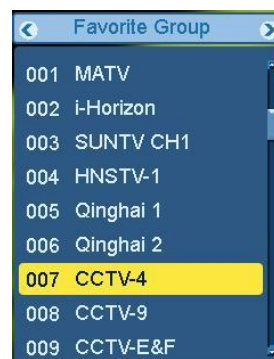 Favorite Group
001 MATV
002 i-Horizon
003 SUNTV CH1
004 HNSTV-1
005 Qinghai 1
006 Qinghai 2
007 CCTV-4
008 CCTV-9
009 CCTV-E&F